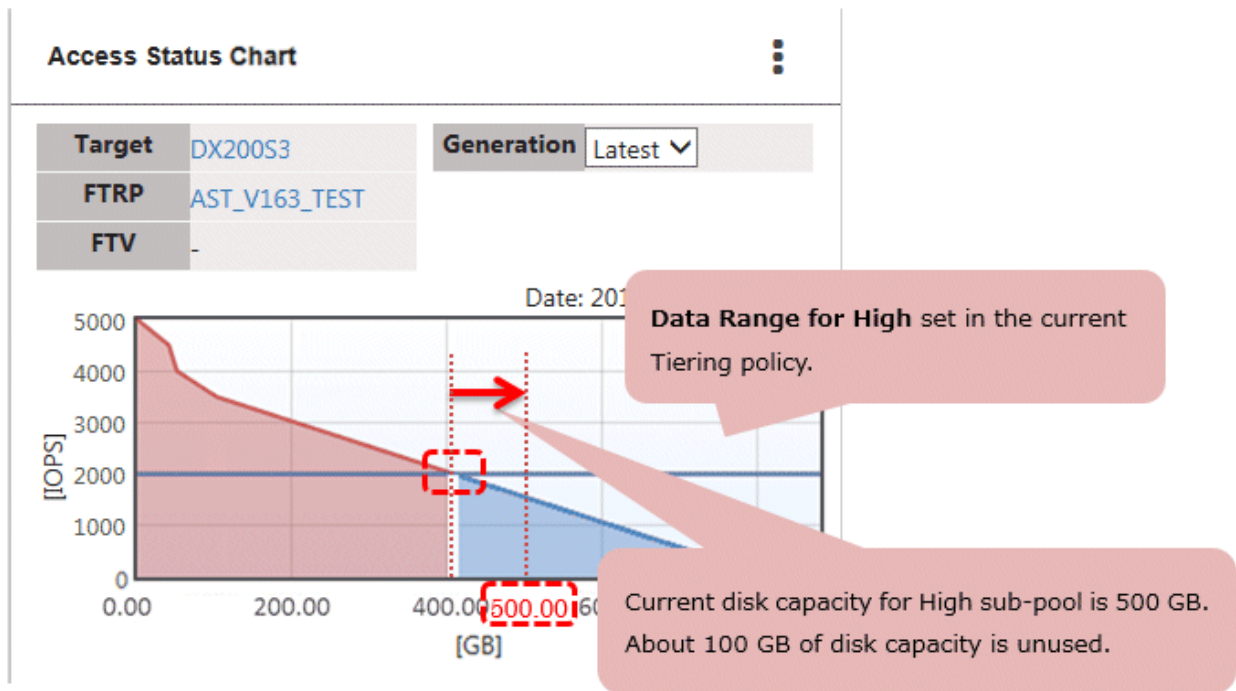 Access Status Chart
Target DX200S3 Generation Latest
FTRP AST_V163_TEST
FTV -
Date: 201
Data Range for High set in the current
Tiering policy.
5000
4000
3000
2000
1000
0
[IOPS]
0.00 200.00 400.00 500.00 60
[GB]
Current disk capacity for High sub-pool is 500 GB.
About 100 GB of disk capacity is unused.